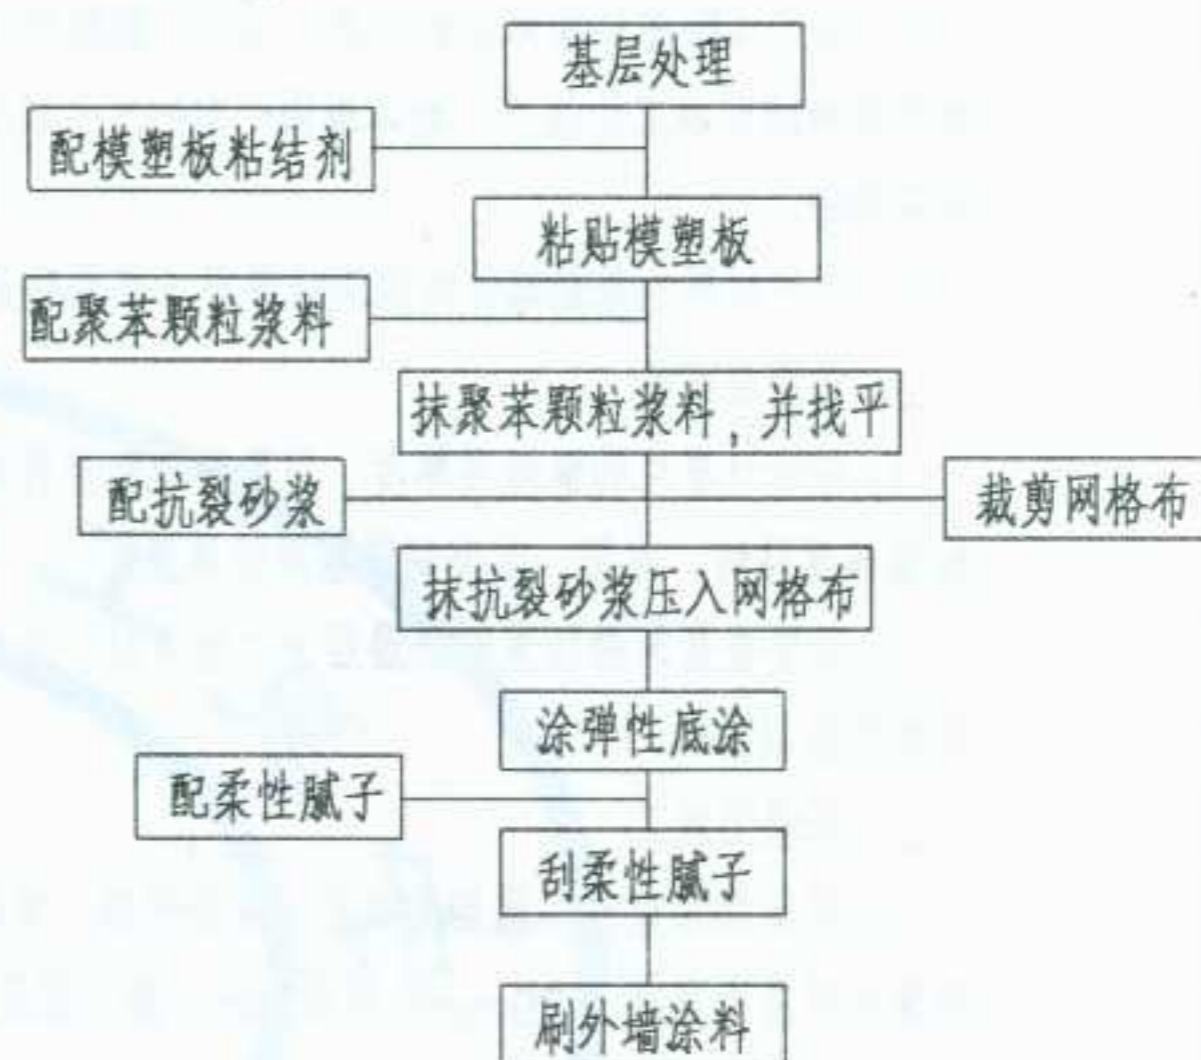 基层处理
配模塑板粘结剂
粘贴模塑板
配聚苯颗粒浆料
抹聚苯颗粒浆料，并找平
配抗裂砂浆
裁剪网格布
抹抗裂砂浆压入网格布
涂弹性底涂
配柔性腻子
刮柔性腻子
刷外墙涂料